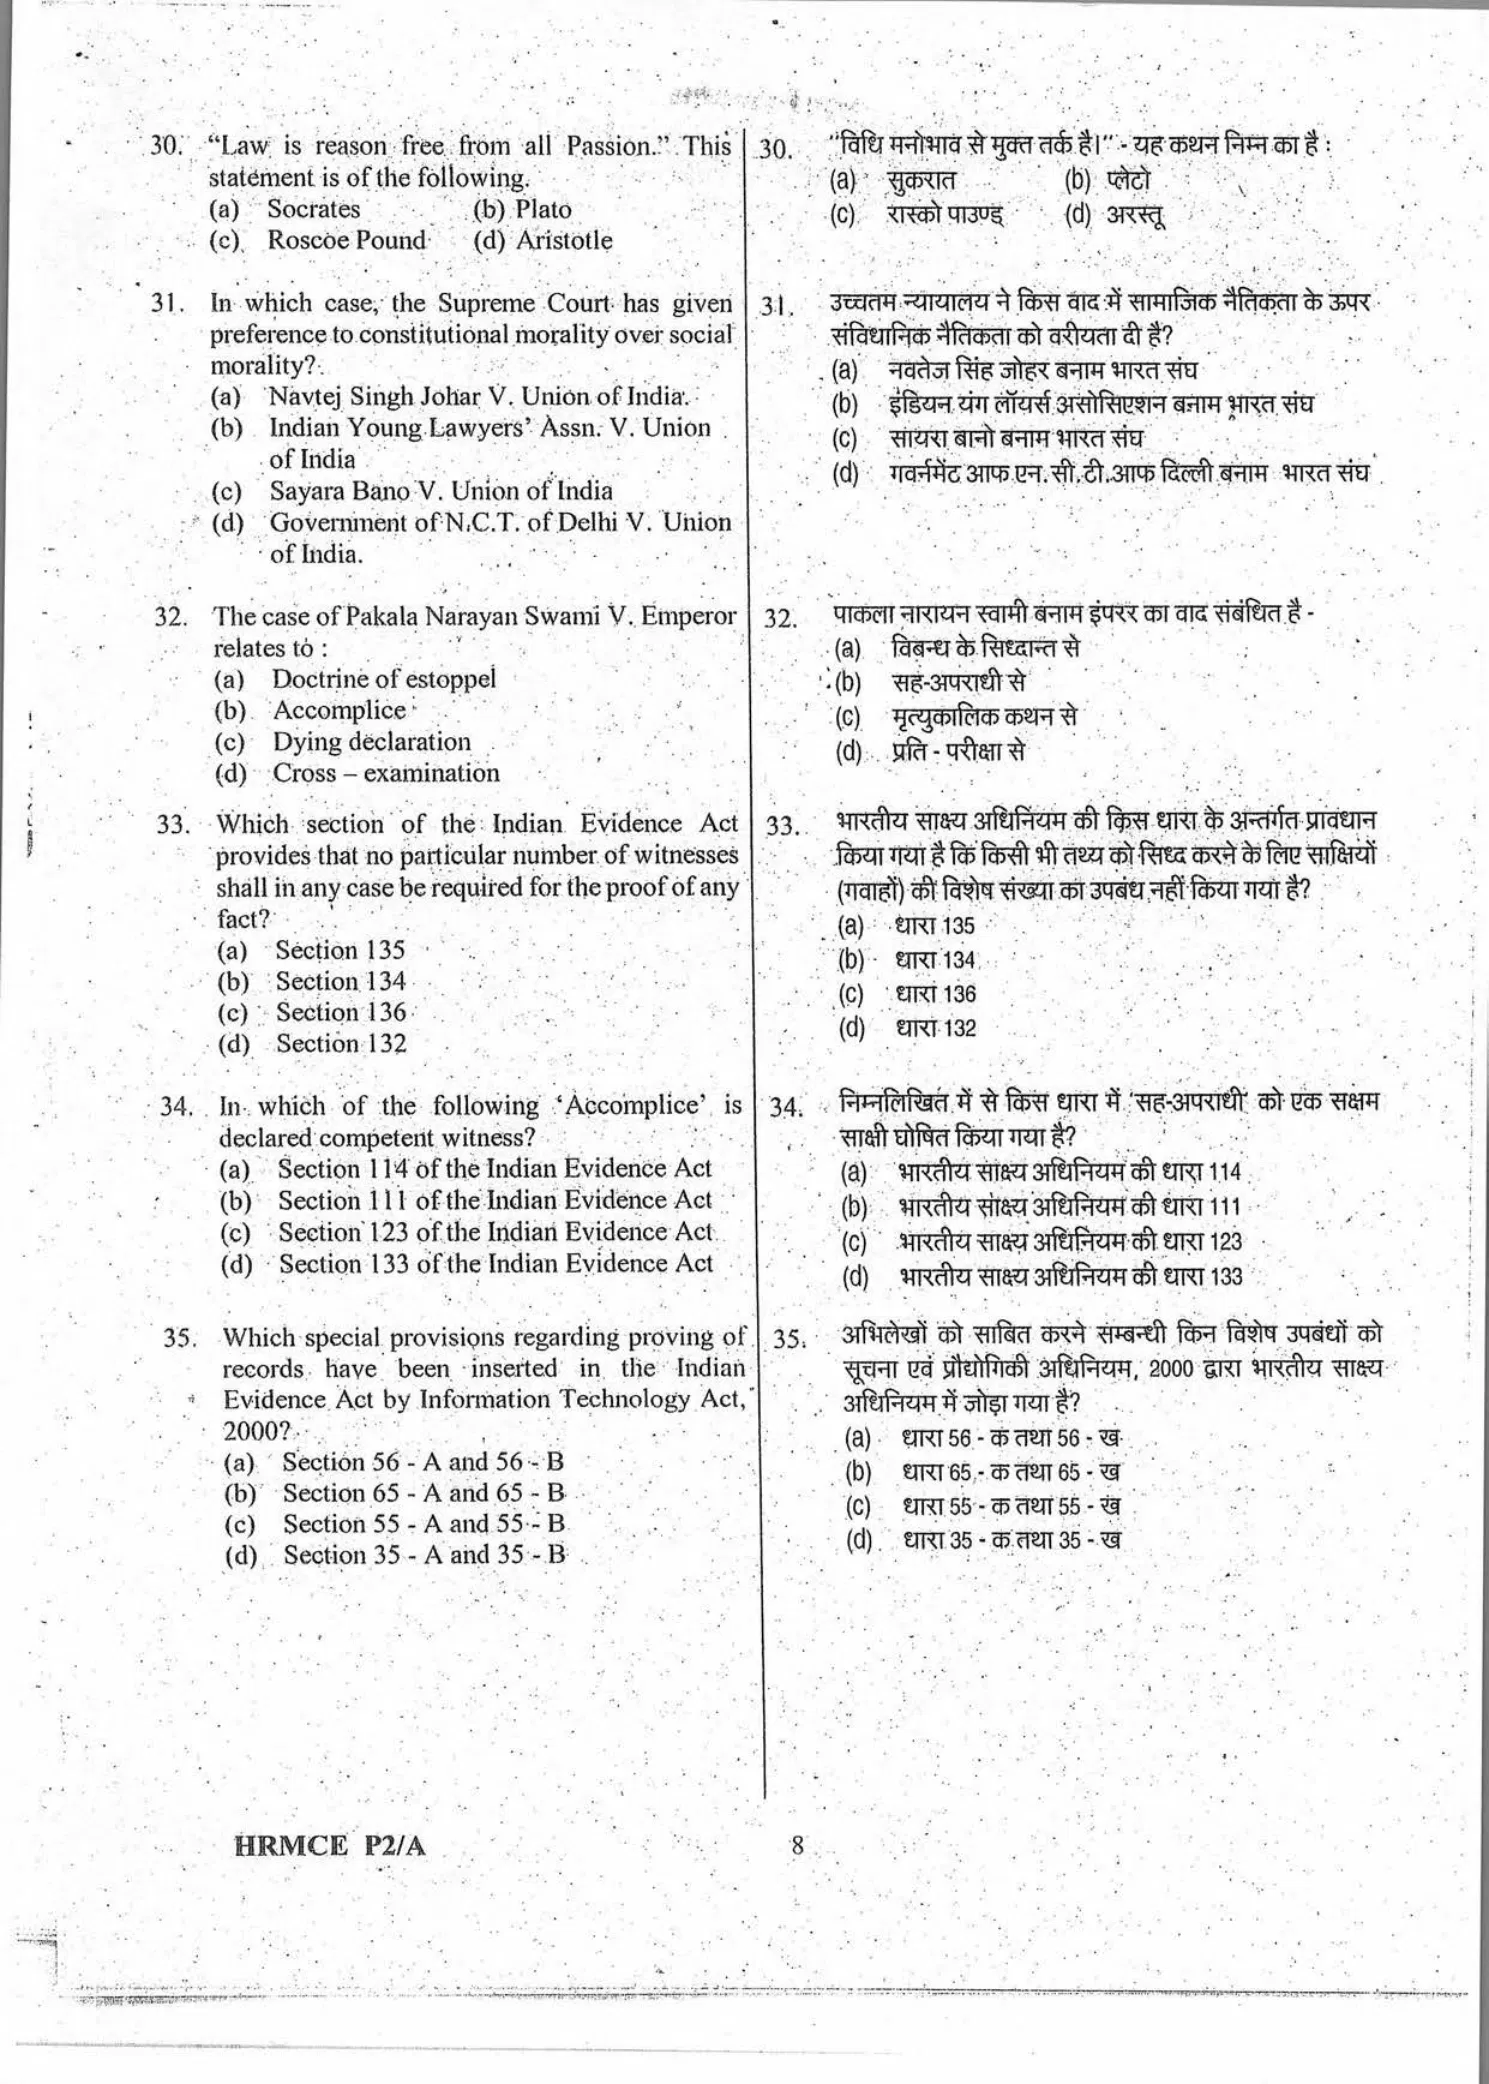 30. “Law is reason free from all Passion.” This
statement is of the following.
(a) Socrates (b) Plato
(c) Roscoe Pound (d) Aristotle
31. In which case, the Supreme Court has given
preference to constitutional morality over social
morality?
(a) Navtej Singh Johar V. Union of India.
(b) Indian Young Lawyers’ Assn. V. Union
of India
(c) Sayara Bano V. Union of India
(d) Government of N.C.T. of Delhi V. Union
of India.
32. The case of Pakala Narayan Swami V. Emperor
relates to :
(a) Doctrine of estoppel
(b) Accomplice
(c) Dying declaration
(d) Cross – examination
33. Which section of the Indian Evidence Act
provides that no particular number of witnesses
shall in any case be required for the proof of any
fact?
(a) Section 135
(b) Section 134
(c) Section 136
(d) Section 132
34. In which of the following ‘Accomplice’ is
declared competent witness?
(a) Section 114 of the Indian Evidence Act
(b) Section 111 of the Indian Evidence Act
(c) Section 123 of the Indian Evidence Act
(d) Section 133 of the Indian Evidence Act
35. Which special provisions regarding proving of
records have been inserted in the Indian
Evidence Act by Information Technology Act,
2000?
(a) Section 56 - A and 56 - B
(b) Section 65 - A and 65 - B
(c) Section 55 - A and 55 - B
(d) Section 35 - A and 35 - B
30. “विधि मनोभाव से मुक्त तर्क है।” - यह कथन निम्न का है :
(a) सुकरात (b) प्लेटो
(c) रास्को पाउण्ड् (d) अरस्तू
31. उच्चतम न्यायालय ने किस वाद में सामाजिक नैतिकता के ऊपर
संविधानिक नैतिकता को वरीयता दी है?
(a) नवतेज सिंह जोहर बनाम भारत संघ
(b) इंडियन यंग लॉयर्स असोसिएशन बनाम भारत संघ
(c) सायरा बानो बनाम भारत संघ
(d) गवर्नमेंट आफ एन.सी.टी.आफ दिल्ली बनाम भारत संघ
32. पाकला नारायन स्वामी बनाम इंपरर का वाद संबंधित है -
(a) विबन्ध के सिध्दान्त से
(b) सह-अपराधी से
(c) मृत्युकालिक कथन से
(d) प्रति - परीक्षा से
33. भारतीय साक्ष्य अधिनियम की किस धारा के अन्तर्गत प्रावधान
किया गया है कि किसी भी तथ्य को सिध्द करने के लिए साक्षियों
(गवाहों) की विशेष संख्या का उपबंध नहीं किया गया है?
(a) धारा 135
(b) धारा 134
(c) धारा 136
(d) धारा 132
34. निम्नलिखित में से किस धारा में ‘सह-अपराधी’ को एक सक्षम
साक्षी घोषित किया गया है?
(a) भारतीय साक्ष्य अधिनियम की धारा 114
(b) भारतीय साक्ष्य अधिनियम की धारा 111
(c) भारतीय साक्ष्य अधिनियम की धारा 123
(d) भारतीय साक्ष्य अधिनियम की धारा 133
35. अभिलेखों को साबित करने सम्बन्धी किन विशेष उपबंधों को
सूचना एवं प्रौद्योगिकी अधिनियम, 2000 द्वारा भारतीय साक्ष्य
अधिनियम में जोड़ा गया है?
(a) धारा 56 - क तथा 56 - ख
(b) धारा 65 - क तथा 65 - ख
(c) धारा 55 - क तथा 55 - ख
(d) धारा 35 - क तथा 35 - ख
HRMCE P2/A 8